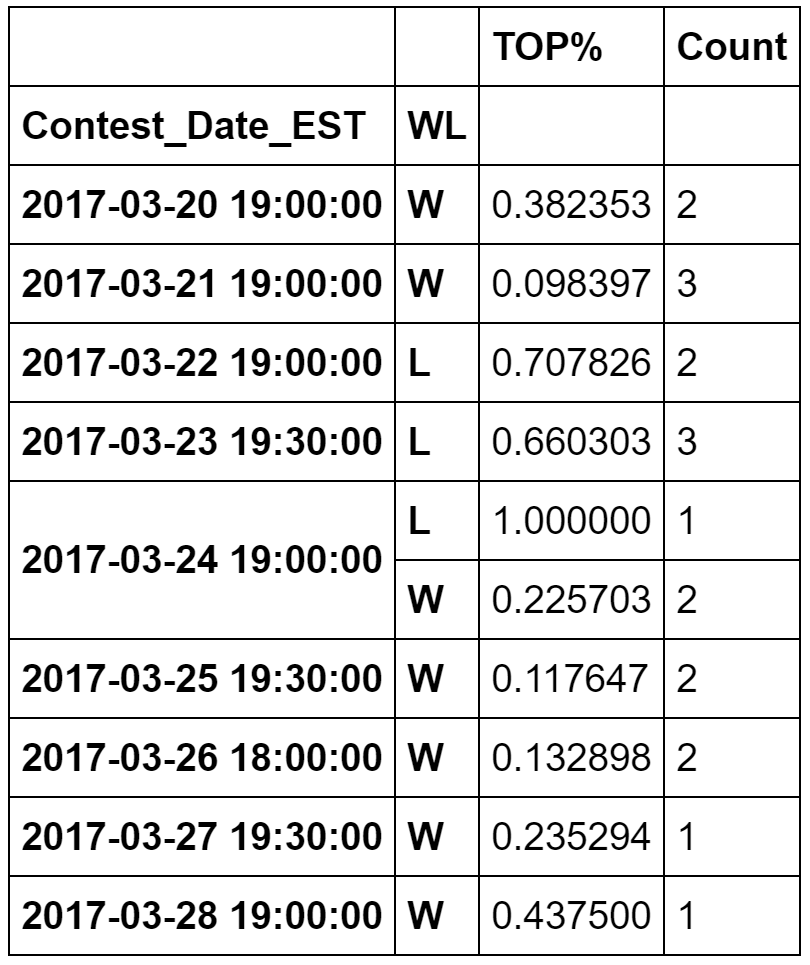 TOP% Count
Contest_Date_EST WL
2017-03-20 19:00:00 W 0.382353 2
2017-03-21 19:00:00 W 0.098397 3
2017-03-22 19:00:00 L 0.707826 2
2017-03-23 19:30:00 L 0.660303 3
2017-03-24 19:00:00 L 1.000000 1
W 0.225703 2
2017-03-25 19:30:00 W 0.117647 2
2017-03-26 18:00:00 W 0.132898 2
2017-03-27 19:30:00 W 0.235294 1
2017-03-28 19:00:00 W 0.437500 1